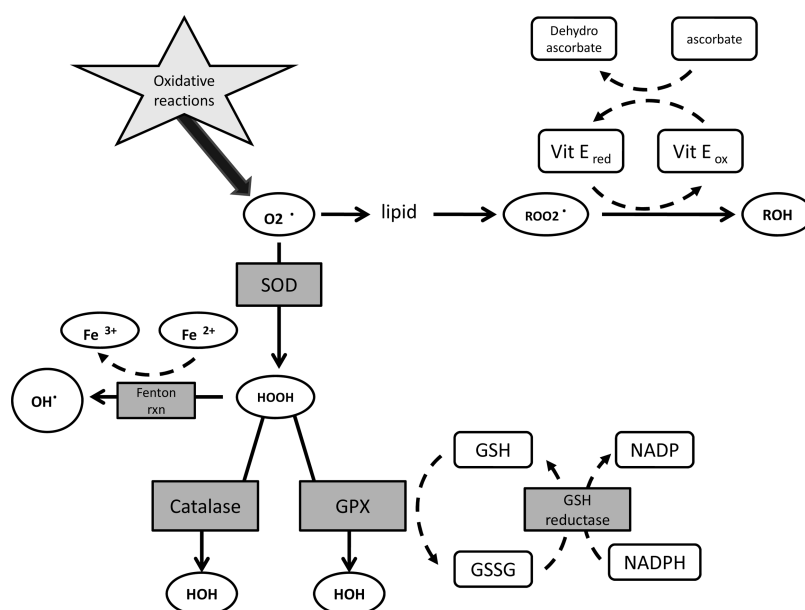 Dehydro
ascorbate
ascorbate
Oxidative
reactions
Vit E red
Vit E ox
O2 •
lipid
ROO2 •
ROH
SOD
Fe 3+
Fe 2+
OH•
Fenton
rxn
HOOH
GSH
NADP
Catalase
GPX
GSH
reductase
GSSG
NADPH
HOH
HOH